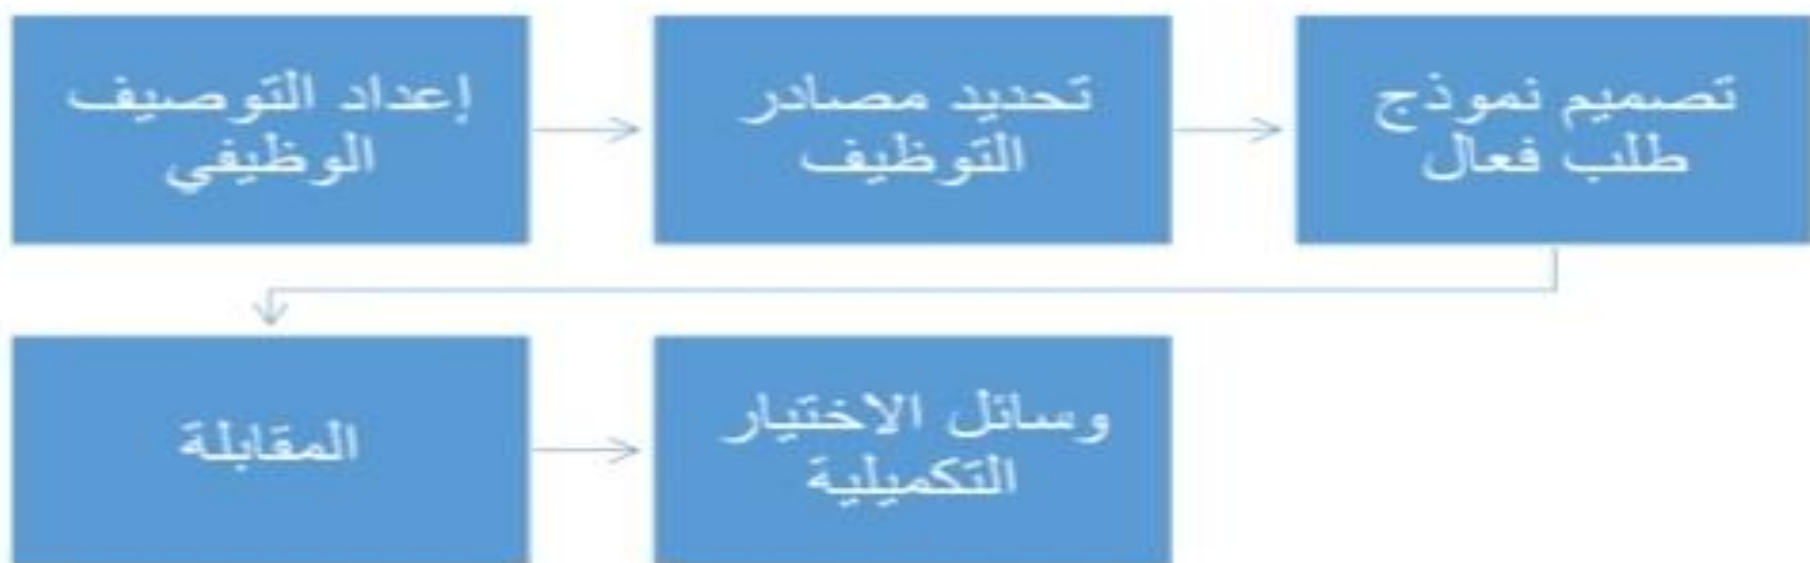 إعداد التوصيف
الوظيفي
تحديد مصادر
التوظيف
تصميم نموذج
طلب فعال
المقابلة
وسائل الاختيار
التكميلية